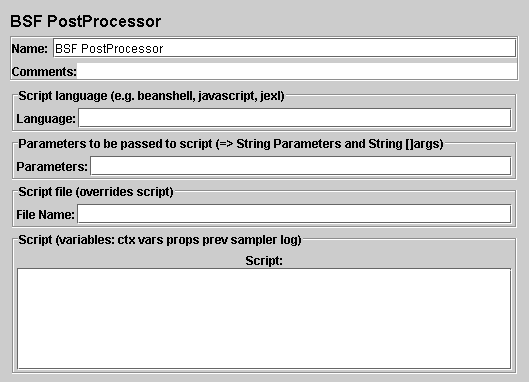 BSF PostProcessor
Name: BSF PostProcessor
Comments:
Script language (e.g. beanshell, javascript, jexl)
Language:
Parameters to be passed to script (=> String Parameters and String []args)
Parameters:
Script file (overrides script)
File Name:
Script (variables: ctx vars props prev sampler log)
Script: